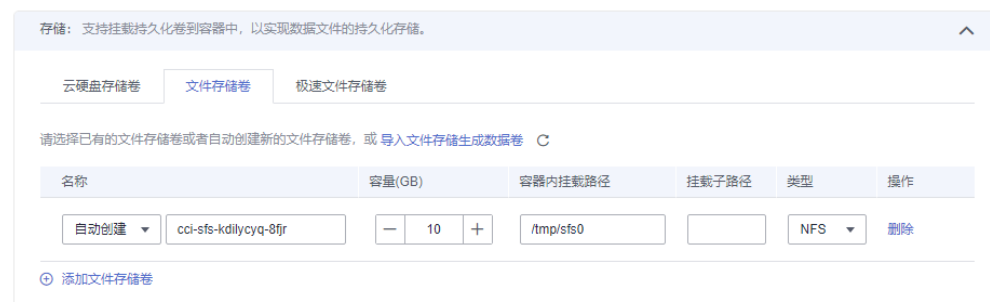 存储: 支持挂载持久化卷到容器中，以实现数据文件的持久化存储。
云硬盘存储卷 文件存储卷 极速文件存储卷
请选择已有的文件存储卷或者自动创建新的文件存储卷，或 导入文件存储生成数据卷
名称 容量(GB) 容器内挂载路径 挂载子路径 类型 操作
自动创建 cci-sfs-kdilycyq-8fjr 10 /tmp/sfs0 NFS 删除
添加文件存储卷